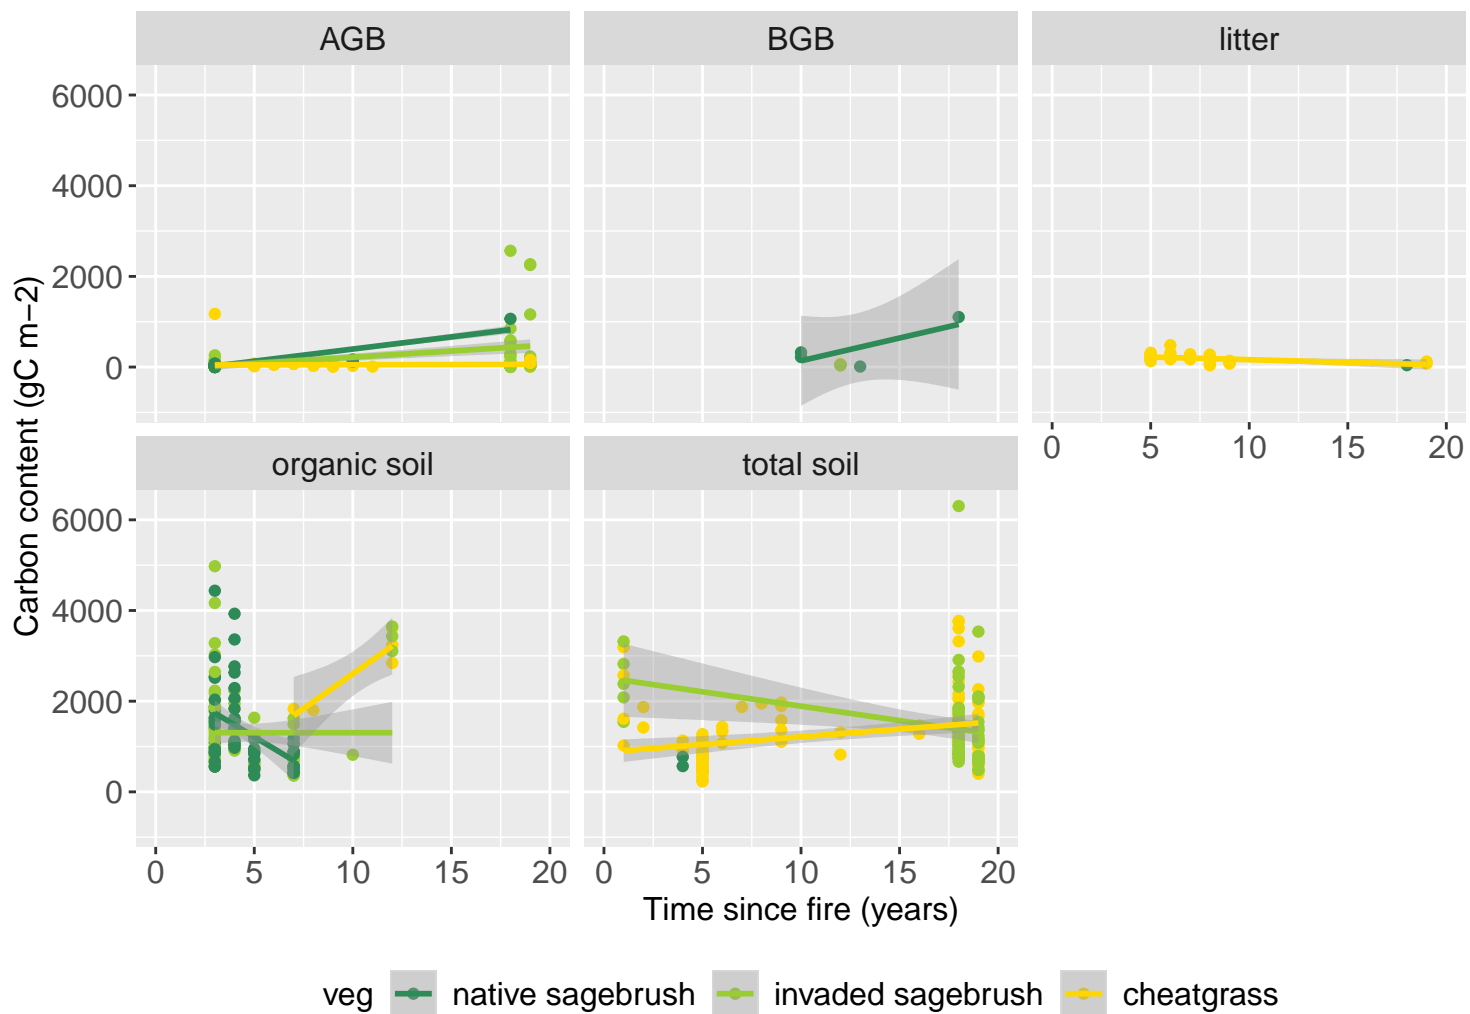 AGB BGB litter
6000
4000
2000
0
0 5 10 15 20
organic soil total soil
6000
4000
2000
0
0 5 10 15 20 0 5 10 15 20
Carbon content (gC m−2)
Time since fire (years)
veg native sagebrush invaded sagebrush cheatgrass